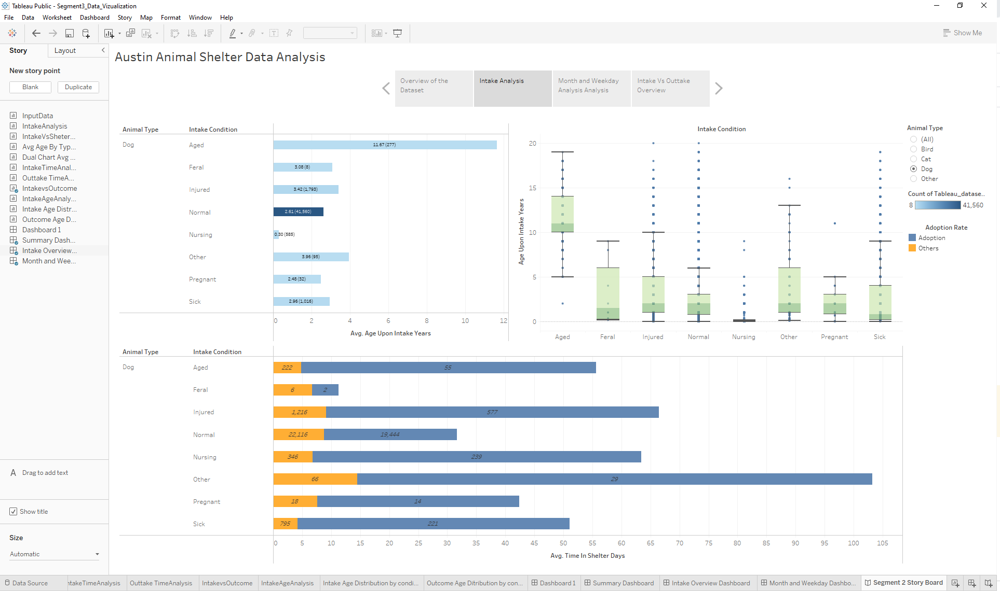 Tableau Public - Segment3_Data_Vizualization
File Data Worksheet Dashboard Story Map Format Window Help
Show Me
Story Layout
New story point
Blank Duplicate
InputData
IntakeAnalysis
IntakeVsSheter...
Avg Age By Typ...
Dual Chart Avg ...
IntakeTimeAnal...
Outtake TimeA...
IntakevsOutcome
IntakeAgeAnaly...
Intake Age Distr...
Outcome Age D...
Dashboard 1
Summary Dash...
Intake Overview...
Month and Wee...
A Drag to add text
Show title
Size
Automatic
Austin Animal Shelter Data Analysis
Overview of the
Dataset
Intake Analysis
Month and Weekday
Analysis Analysis
Intake Vs Outtake
Overview
Animal Type Intake Condition
Dog Aged 11.67 (277)
Feral 3.08 (8)
Injured 3.42 (1,793)
Normal 2.61 (41,560)
Nursing 0.30 (585)
Other 3.96 (95)
Pregnant 2.48 (32)
Sick 2.96 (1,016)
0 2 4 6 8 10 12
Avg. Age Upon Intake Years
Intake Condition
Age Upon Intake Years
20
15
10
5
0
Aged Feral Injured Normal Nursing Other Pregnant Sick
Animal Type
(All)
Bird
Cat
Dog
Other
Count of Tableau_datase..
8 41,560
Adoption Rate
Adoption
Others
Animal Type Intake Condition
Dog Aged 222 55
Feral 6 2
Injured 1,216 577
Normal 22,116 19,444
Nursing 346 239
Other 66 29
Pregnant 18 14
Sick 795 221
0 5 10 15 20 25 30 35 40 45 50 55 60 65 70 75 80 85 90 95 100 105
Avg. Time In Shelter Days
Data Source ntakeTimeAnalysis Outtake TimeAnalysis IntakevsOutcome IntakeAgeAnalysis Intake Age Distribution by condi... Outcome Age Ditribution by con... Dashboard 1 Summary Dashboard Intake Overview Dashboard Month and Weekday Dashbo... Segment 2 Story Board